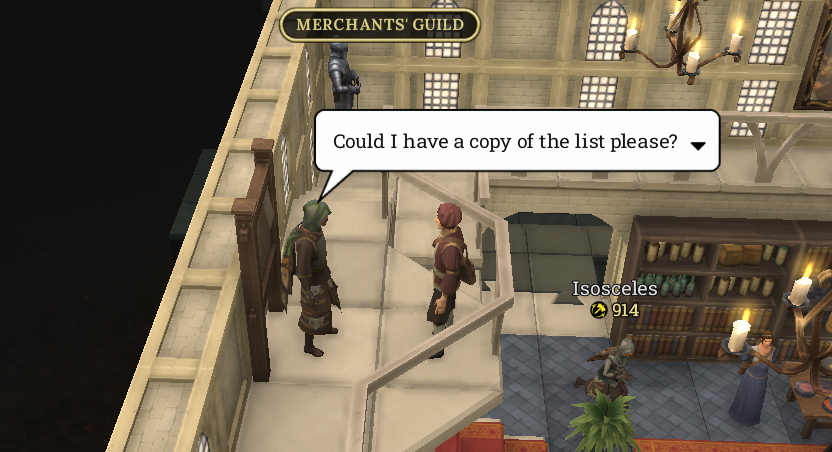 MERCHANTS' GUILD
Could I have a copy of the list please?
Isosceles
914